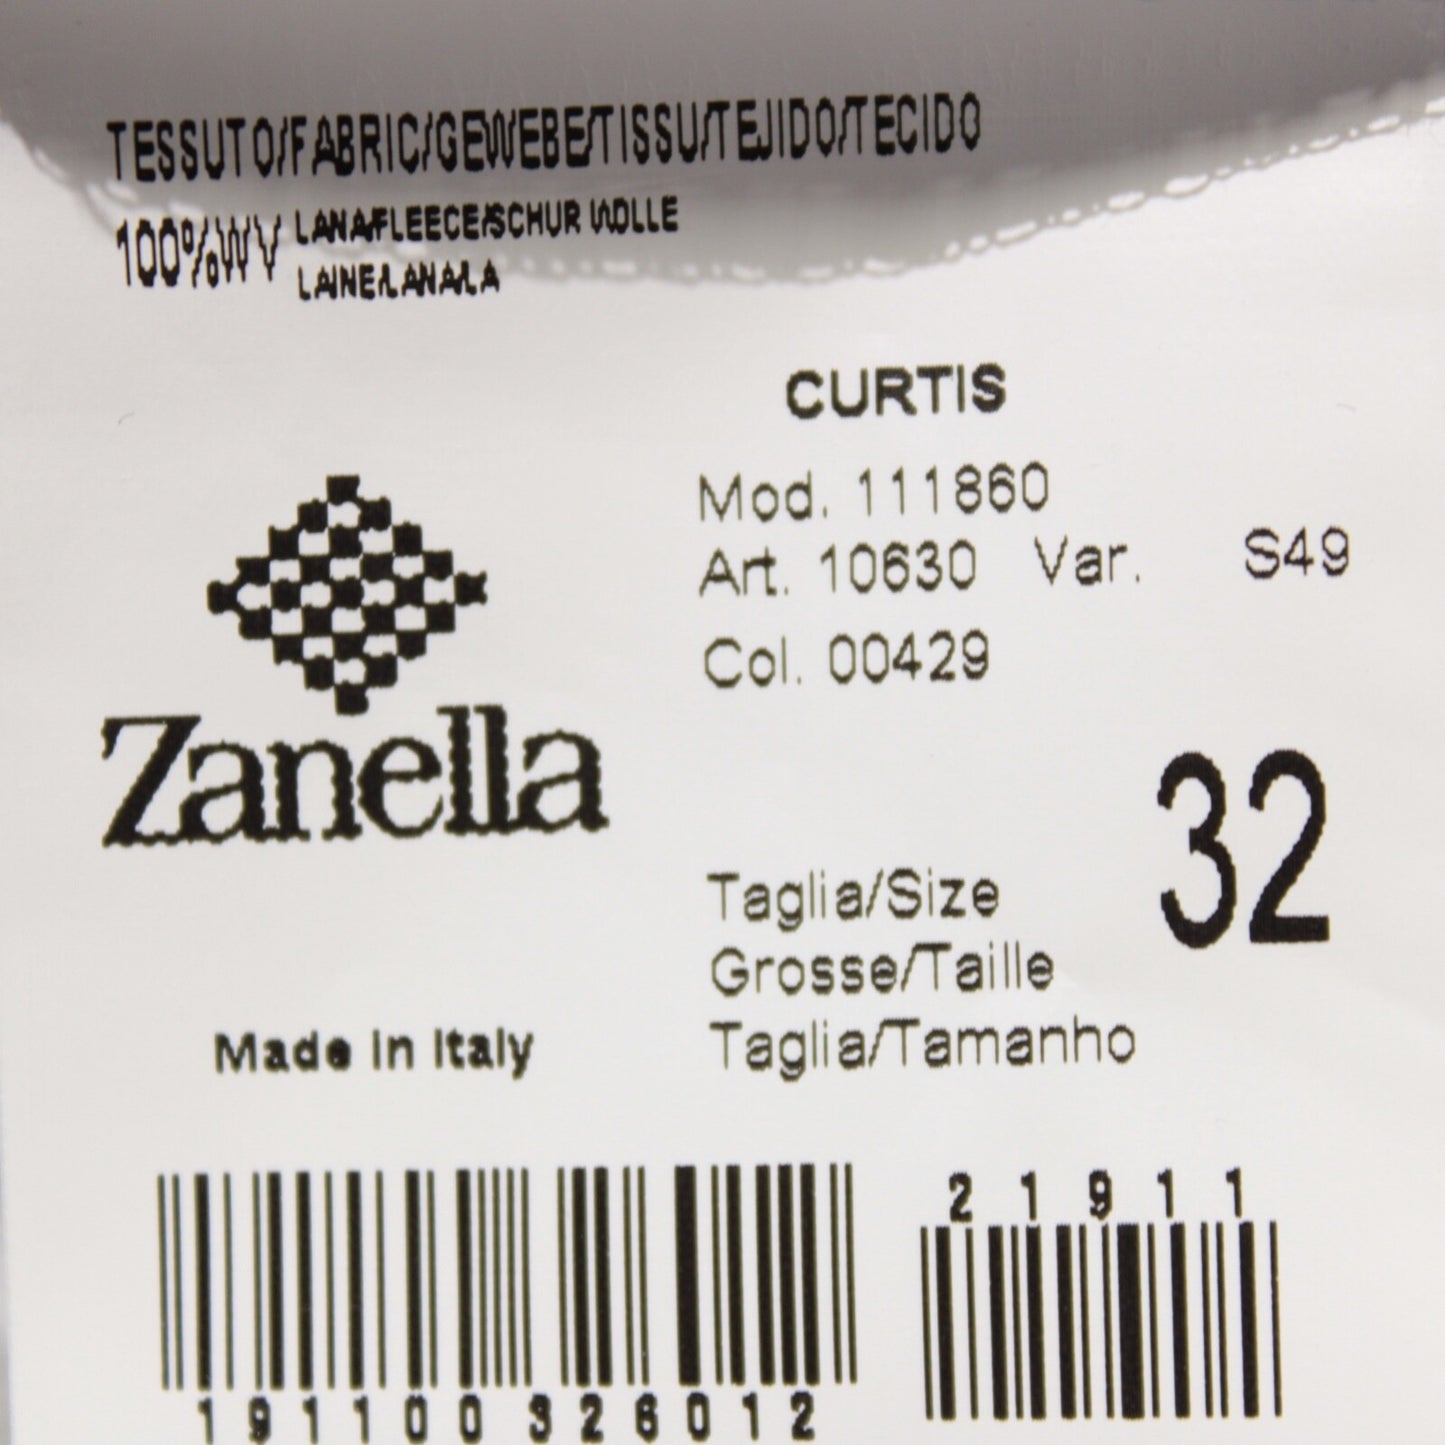 TESSUTO/FABRIC/GEWEBE/TISSU/TEJIDO/TECIDO
100%WV LANA/FLEECE/SCHUR WOLLE
LAINE/LANA/LA
CURTIS
Mod. 111860
Art. 10630 Var. S49
Col. 00429
Zanella
32
Taglia/Size
Grosse/Taille
Taglia/Tamanho
Made in Italy
21911
191100326012